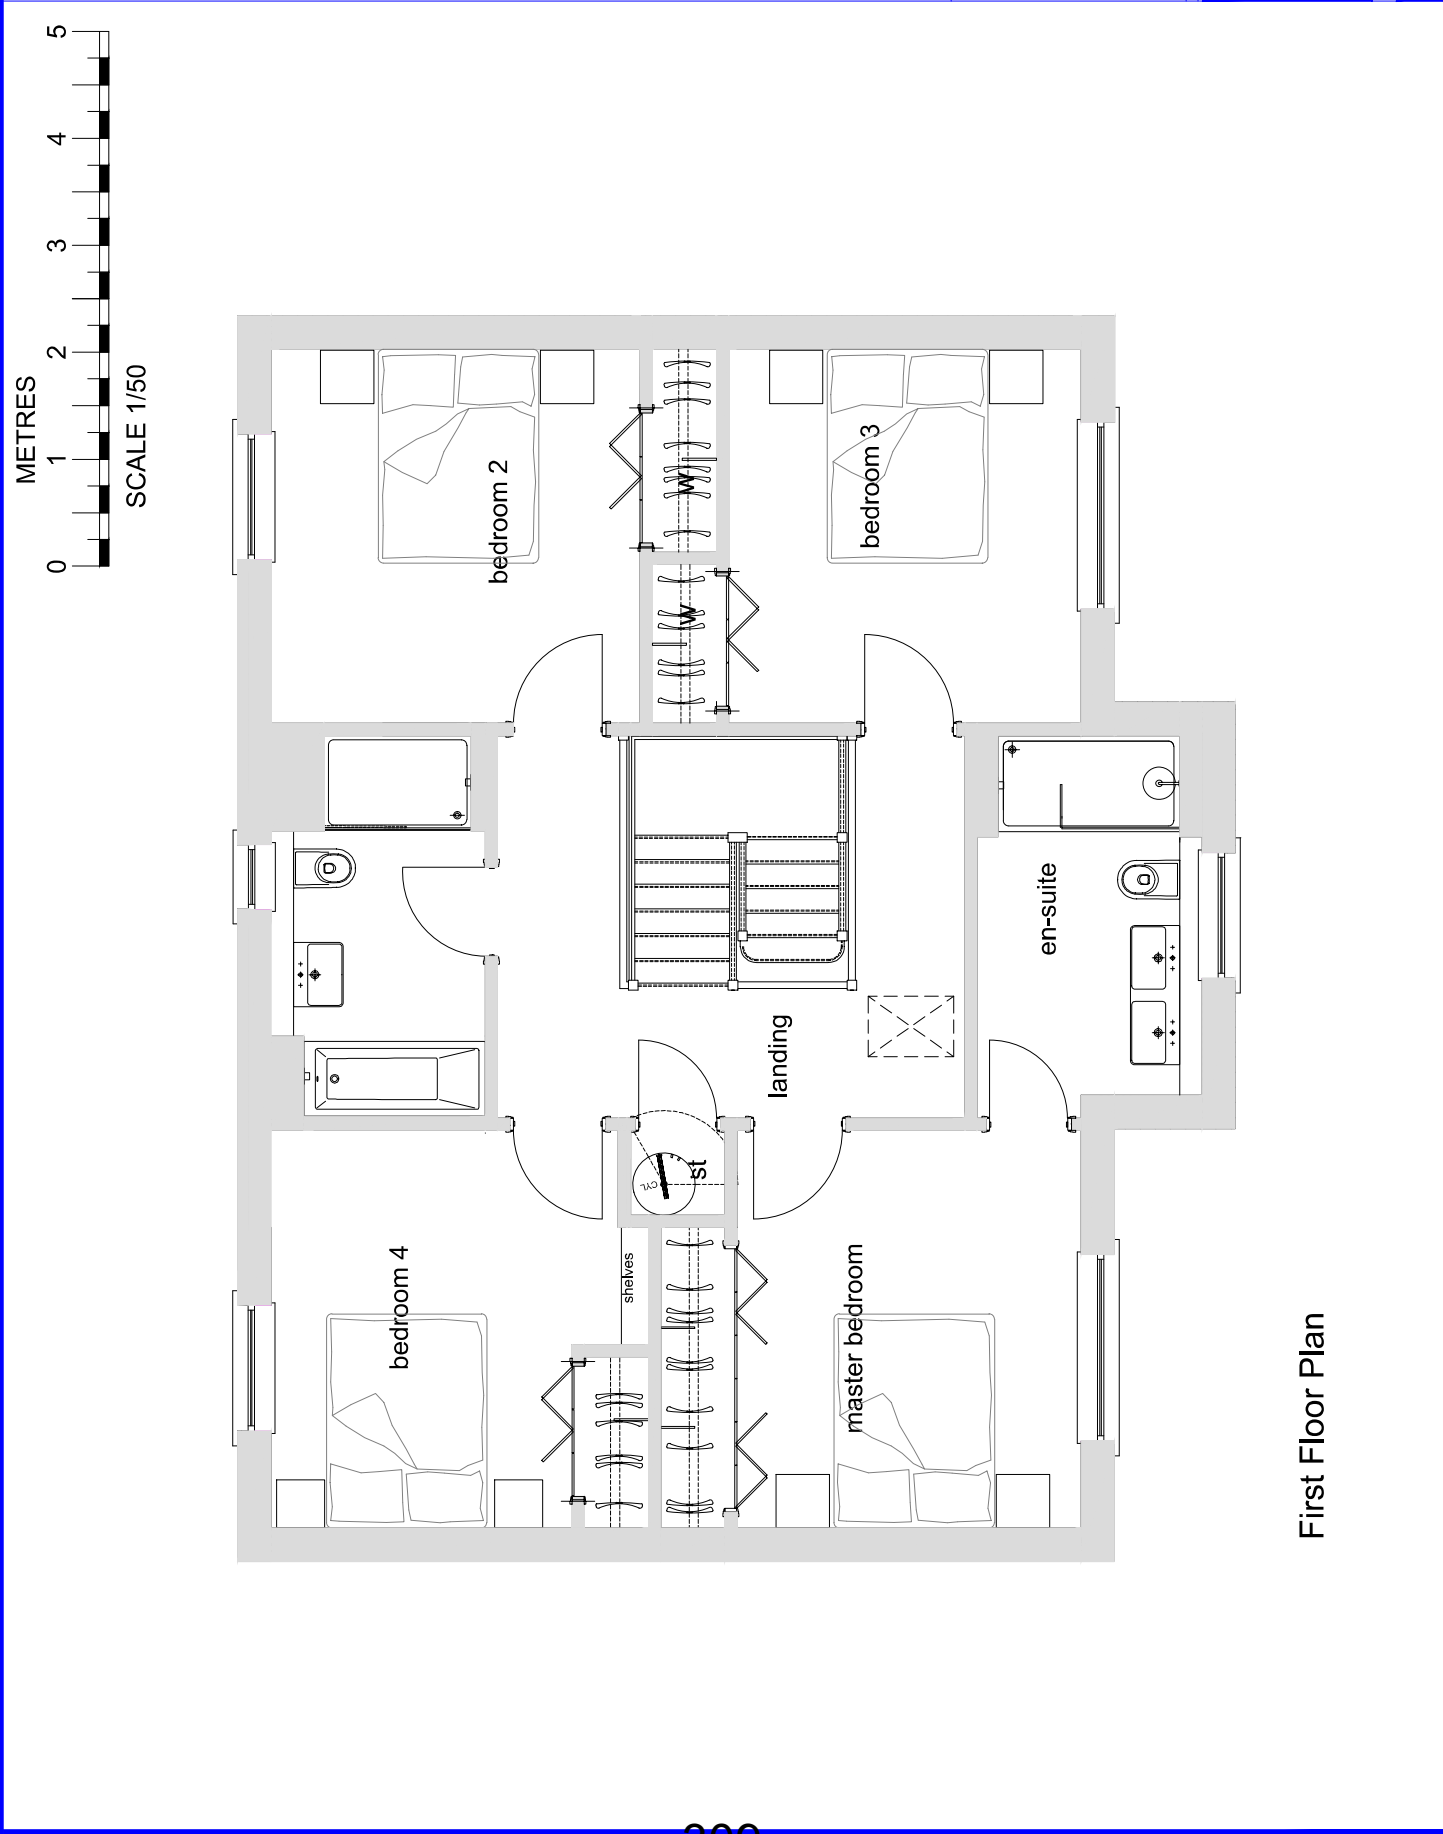 METRES
0 1 2 3 4 5
SCALE 1/50
bedroom 4
bedroom 2
shelves
CYL
st
W
W
landing
master bedroom
bedroom 3
en-suite
First Floor Plan